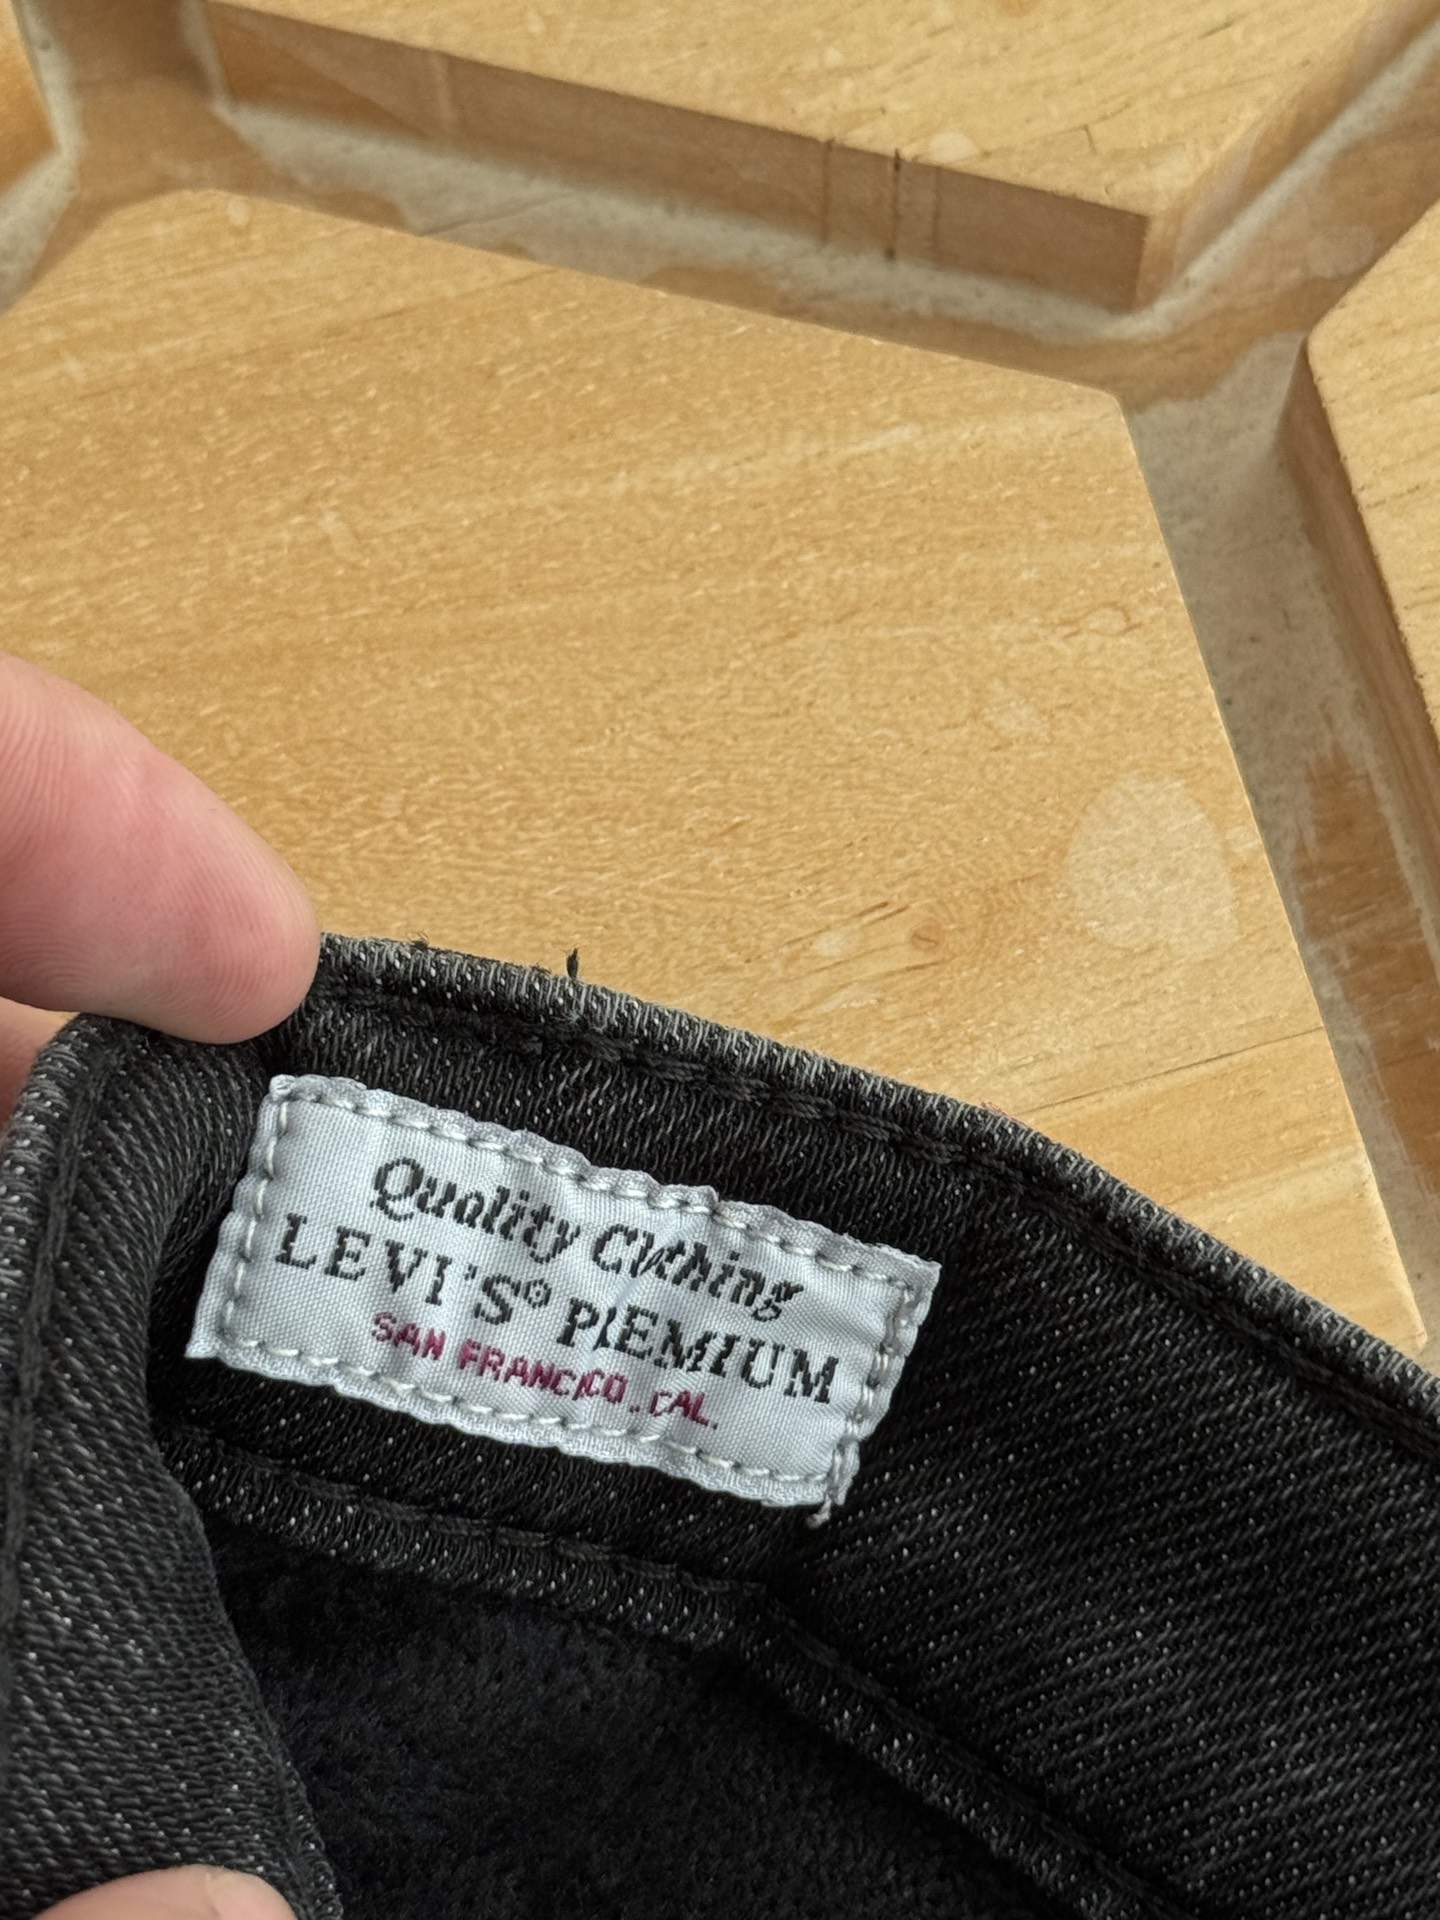 Quality Clothing
LEVI'S® PREMIUM
SAN FRANCISCO. CAL.